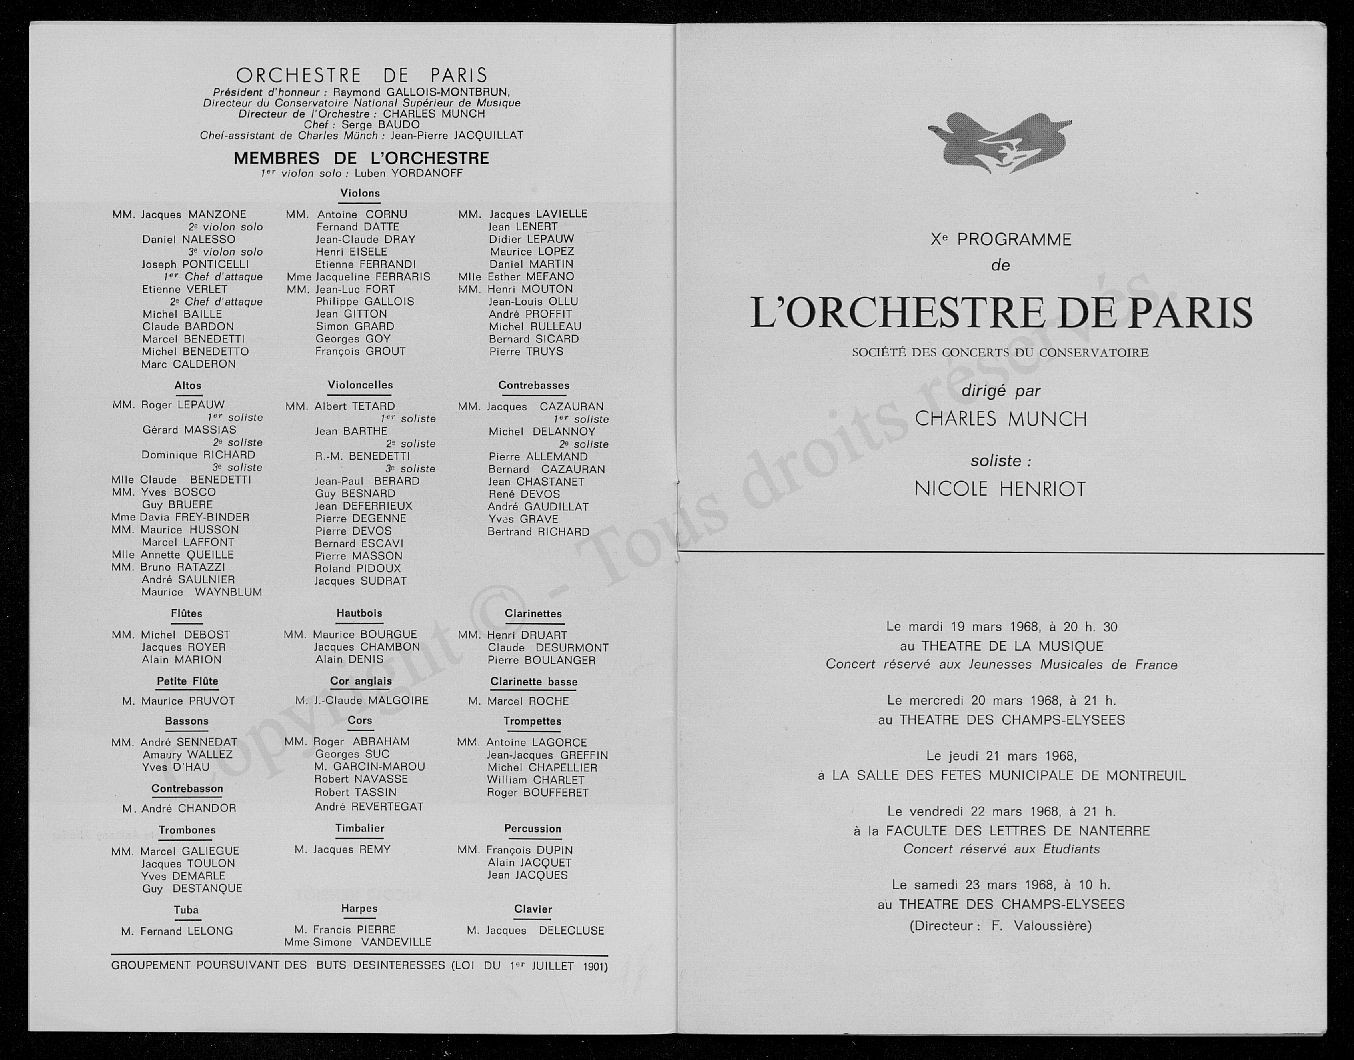 ORCHESTRE DE PARIS
Président d'honneur : Raymond GALLOIS-MONTBRUN,
Directeur du Conservatoire National Supérieur de Musique
Directeur de l'Orchestre : CHARLES MUNCH
Chef : Serge BAUDO
Chef-assistant de Charles Münch : Jean-Pierre JACQUILLAT
MEMBRES DE L'ORCHESTRE
1er violon solo : Luben YORDANOFF
Violons
MM. Jacques MANZONE
2e violon solo
Daniel NALESSO
3e violon solo
Joseph PONTICELLI
1er Chef d'attaque
Etienne VERLET
2e Chef d'attaque
Michel BAILLE
Claude BARDON
Marcel BENEDETTI
Michel BENEDETTO
Marc CALDERON
MM. Antoine CORNU
Fernand DATTE
Jean-Claude DRAY
Henri EISELE
Etienne FERRANDI
Mme Jacqueline FERRARIS
MM. Jean-Luc FORT
Philippe GALLOIS
Jean GITTON
Simon GRARD
Georges GOY
François GROUT
MM. Jacques LAVIELLE
Jean LENERT
Didier LEPAUW
Maurice LOPEZ
Daniel MARTIN
Mlle Esther MEFANO
MM. Henri MOUTON
Jean-Louis OLLU
André PROFFIT
Michel RULLEAU
Bernard SICARD
Pierre TRUYS
Altos
MM. Roger LEPAUW
1er soliste
Gérard MASSIAS
2e soliste
Dominique RICHARD
3e soliste
Mlle Claude BENEDETTI
MM. Yves BOSCO
Guy BRUERE
Mme Davia FREY-BINDER
MM. Maurice HUSSON
Marcel LAFFONT
Mlle Annette QUEILLE
MM. Bruno RATAZZI
André SAULNIER
Maurice WAYNBLUM
Violoncelles
MM. Albert TETARD
1er soliste
Jean BARTHE
2e soliste
R.-M. BENEDETTI
3e soliste
Jean-Paul BERARD
Guy BESNARD
Jean DEFERRIEUX
Pierre DEGENNE
Pierre DEVOS
Bernard ESCAVI
Pierre MASSON
Roland PIDOUX
Jacques SUDRAT
Contrebasses
MM. Jacques CAZAURAN
1er soliste
Michel DELANNOY
2e soliste
Pierre ALLEMAND
Bernard CAZAURAN
Jean CHASTANET
René DEVOS
André GAUDILLAT
Yves GRAVE
Bertrand RICHARD
Flûtes
MM. Michel DEBOST
Jacques ROYER
Alain MARION
Hautbois
MM. Maurice BOURGUE
Jacques CHAMBON
Alain DENIS
Clarinettes
MM. Henri DRUART
Claude DESURMONT
Pierre BOULANGER
Petite Flûte
M. Maurice PRUVOT
Cor anglais
M. J.-Claude MALGOIRE
Clarinette basse
M. Marcel ROCHE
Bassons
MM. André SENNEDAT
Amaury WALLEZ
Yves D'HAU
Contrebasson
M. André CHANDOR
Cors
MM. Roger ABRAHAM
Georges SUC
M. GARCIN-MAROU
Robert NAVASSE
Robert TASSIN
André REVERTEGAT
Trompettes
MM. Antoine LAGORCE
Jean-Jacques GREFFIN
Michel CHAPELLIER
William CHARLET
Roger BOUFFERET
Trombones
MM. Marcel GALIEGUE
Jacques TOULON
Yves DEMARLE
Guy DESTANQUE
Timbalier
M. Jacques REMY
Percussion
MM. François DUPIN
Alain JACQUET
Jean JACQUES
Tuba
M. Fernand LELONG
Harpes
M. Francis PIERRE
Mme Simone VANDEVILLE
Clavier
M. Jacques DELECLUSE
GROUPEMENT POURSUIVANT DES BUTS DESINTERESSES (LOI DU 1er JUILLET 1901)
Xe PROGRAMME
de
L'ORCHESTRE DE PARIS
SOCIÉTÉ DES CONCERTS DU CONSERVATOIRE
dirigé par
CHARLES MUNCH
soliste :
NICOLE HENRIOT
Le mardi 19 mars 1968, à 20 h. 30
au THEATRE DE LA MUSIQUE
Concert réservé aux Jeunesses Musicales de France
Le mercredi 20 mars 1968, à 21 h.
au THEATRE DES CHAMPS-ELYSEES
Le jeudi 21 mars 1968,
à LA SALLE DES FETES MUNICIPALE DE MONTREUIL
Le vendredi 22 mars 1968, à 21 h.
à la FACULTE DES LETTRES DE NANTERRE
Concert réservé aux Etudiants
Le samedi 23 mars 1968, à 10 h.
au THEATRE DES CHAMPS-ELYSEES
(Directeur : F. Valoussière)
Copyright © - Tous droits réservés.